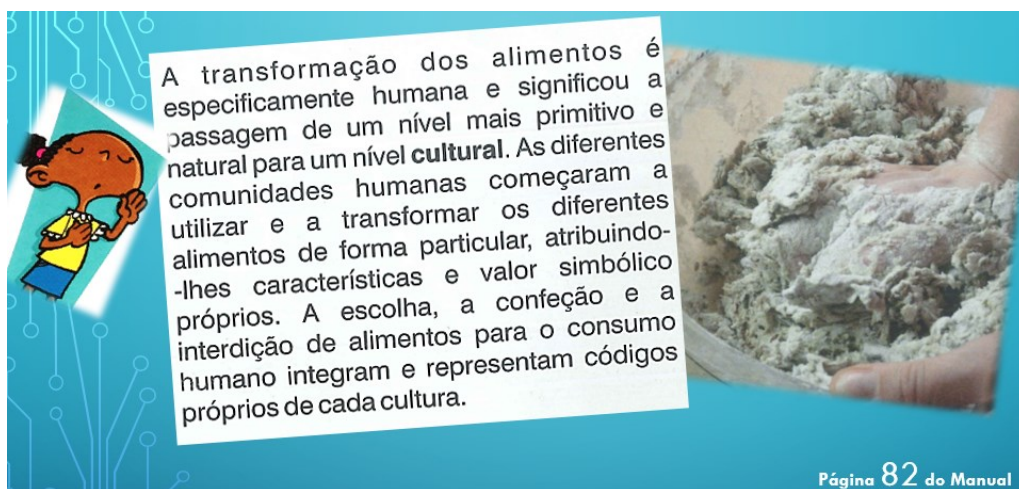 A transformação dos alimentos é
especificamente humana e significou a
passagem de um nível mais primitivo e
natural para um nível cultural. As diferentes
comunidades humanas começaram a
utilizar e a transformar os diferentes
alimentos de forma particular, atribuindo-
-lhes características e valor simbólico
próprios. A escolha, a confeção e a
interdição de alimentos para o consumo
humano integram e representam códigos
próprios de cada cultura.
Página 82 do Manual